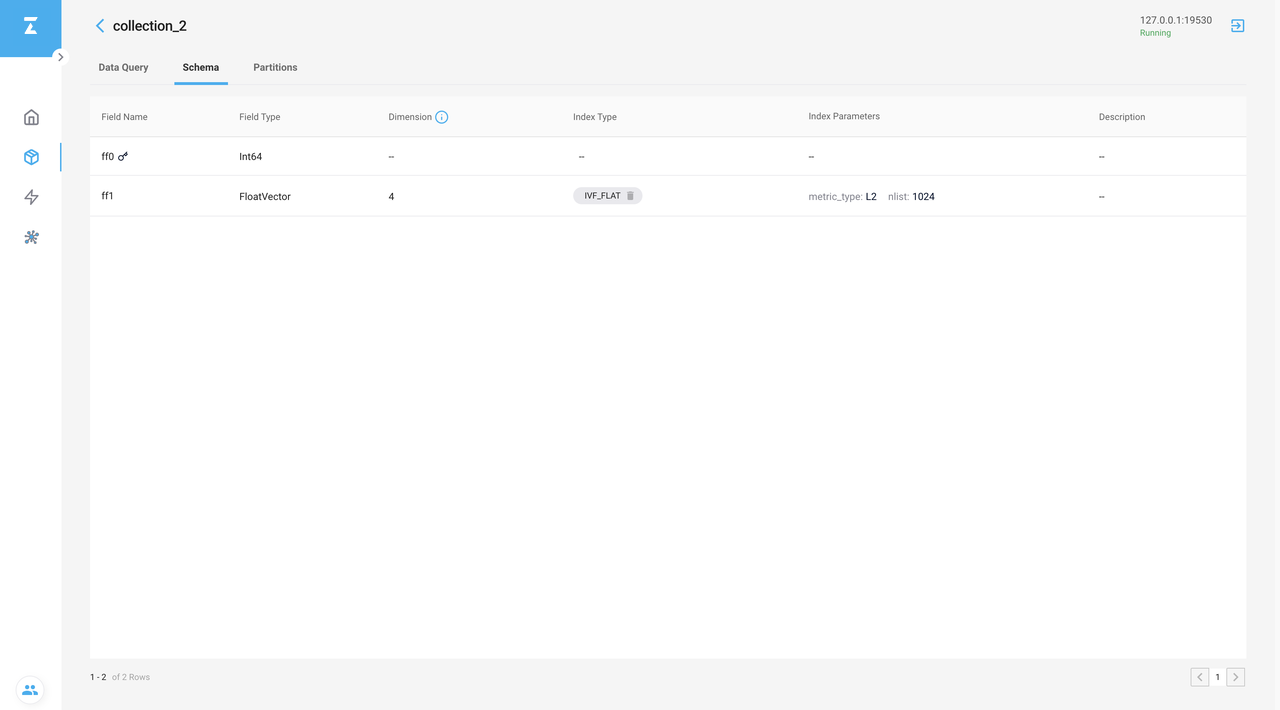 collection_2
127.0.0.1:19530
Running
Data Query Schema Partitions
Field Name Field Type Dimension Index Type Index Parameters Description
ff0 Int64 -- -- -- --
ff1 FloatVector 4 IVF_FLAT metric_type: L2 nlist: 1024 --
1 - 2 of 2 Rows
1